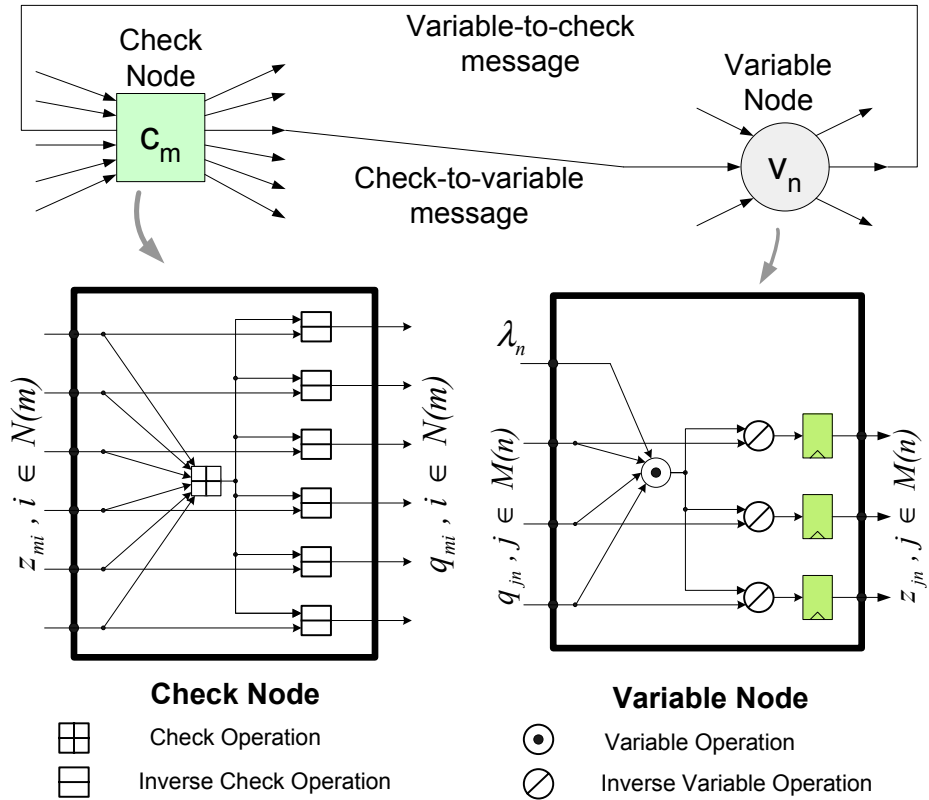 Variable-to-check
message
Check
Node
Variable
Node
c_m
v_n
Check-to-variable
message
λ_n
z_mi , i ∈ N(m)
q_mi , i ∈ N(m)
q_jn , j ∈ M(n)
z_jn , j ∈ M(n)
Check Node
Check Operation
Inverse Check Operation
Variable Node
Variable Operation
Inverse Variable Operation